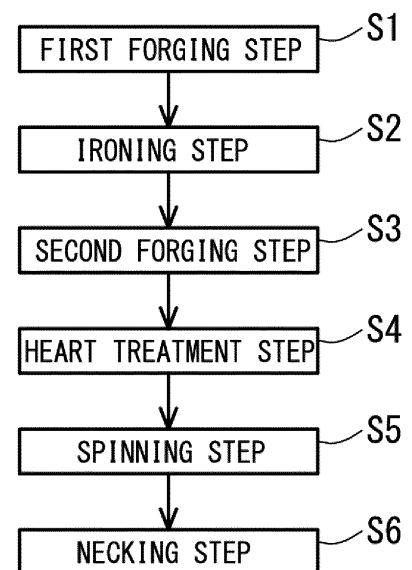 S1
FIRST FORGING STEP
S2
IRONING STEP
S3
SECOND FORGING STEP
S4
HEART TREATMENT STEP
S5
SPINNING STEP
S6
NECKING STEP